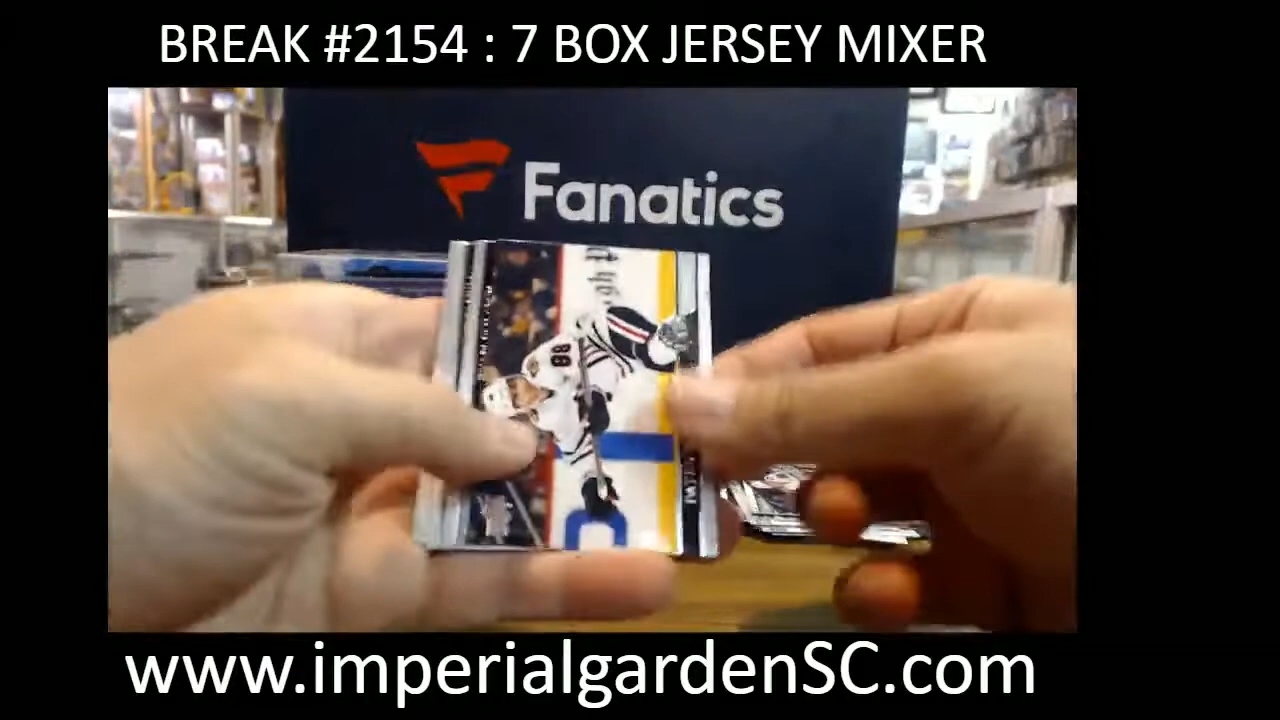 BREAK #2154 : 7 BOX JERSEY MIXER
Fanatics
88
www.imperialgardenSC.com